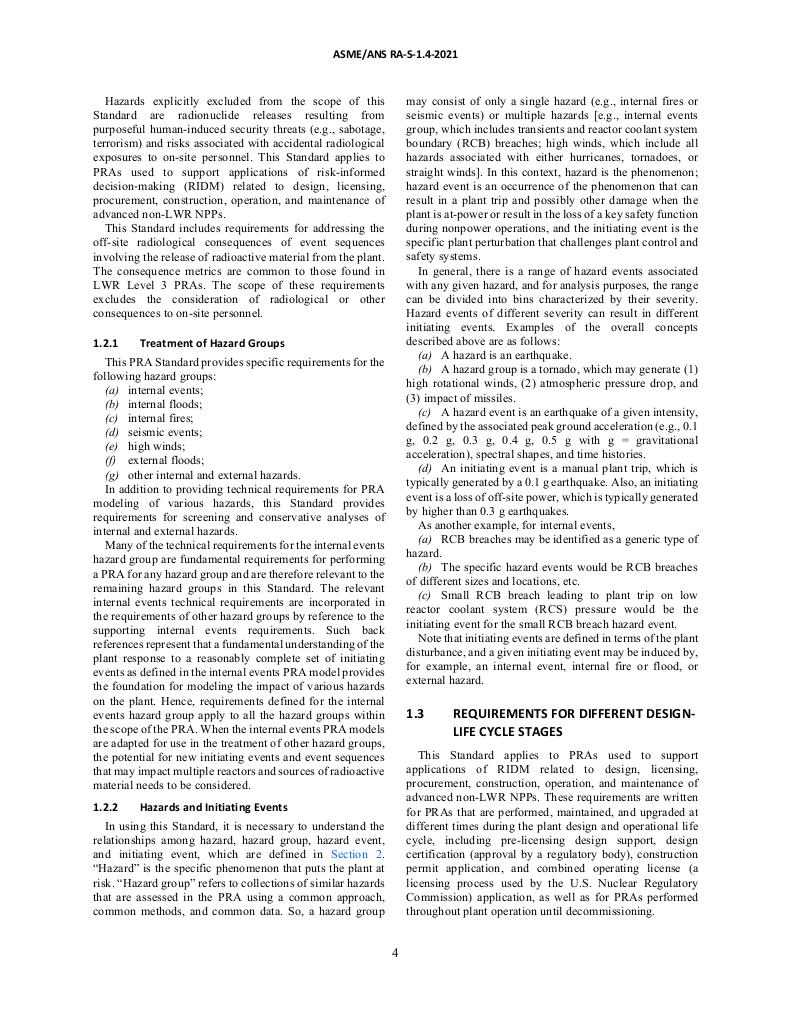 ASME/ANS RA-S-1.4-2021
Hazards explicitly excluded from the scope of this
Standard are radionuclide releases resulting from
purposeful human-induced security threats (e.g., sabotage,
terrorism) and risks associated with accidental radiological
exposures to on-site personnel. This Standard applies to
PRAs used to support applications of risk-informed
decision-making (RIDM) related to design, licensing,
procurement, construction, operation, and maintenance of
advanced non-LWR NPPs.
This Standard includes requirements for addressing the
off-site radiological consequences of event sequences
involving the release of radioactive material from the plant.
The consequence metrics are common to those found in
LWR Level 3 PRAs. The scope of these requirements
excludes the consideration of radiological or other
consequences to on-site personnel.
1.2.1 Treatment of Hazard Groups
This PRA Standard provides specific requirements for the
following hazard groups:
(a) internal events;
(b) internal floods;
(c) internal fires;
(d) seismic events;
(e) high winds;
(f) external floods;
(g) other internal and external hazards.
In addition to providing technical requirements for PRA
modeling of various hazards, this Standard provides
requirements for screening and conservative analyses of
internal and external hazards.
Many of the technical requirements for the internal events
hazard group are fundamental requirements for performing
a PRA for any hazard group and are therefore relevant to the
remaining hazard groups in this Standard. The relevant
internal events technical requirements are incorporated in
the requirements of other hazard groups by reference to the
supporting internal events requirements. Such back
references represent that a fundamental understanding of the
plant response to a reasonably complete set of initiating
events as defined in the internal events PRA model provides
the foundation for modeling the impact of various hazards
on the plant. Hence, requirements defined for the internal
events hazard group apply to all the hazard groups within
the scope of the PRA. When the internal events PRA models
are adapted for use in the treatment of other hazard groups,
the potential for new initiating events and event sequences
that may impact multiple reactors and sources of radioactive
material needs to be considered.
1.2.2 Hazards and Initiating Events
In using this Standard, it is necessary to understand the
relationships among hazard, hazard group, hazard event,
and initiating event, which are defined in Section 2.
“Hazard” is the specific phenomenon that puts the plant at
risk. “Hazard group” refers to collections of similar hazards
that are assessed in the PRA using a common approach,
common methods, and common data. So, a hazard group
may consist of only a single hazard (e.g., internal fires or
seismic events) or multiple hazards [e.g., internal events
group, which includes transients and reactor coolant system
boundary (RCB) breaches; high winds, which include all
hazards associated with either hurricanes, tornadoes, or
straight winds]. In this context, hazard is the phenomenon;
hazard event is an occurrence of the phenomenon that can
result in a plant trip and possibly other damage when the
plant is at-power or result in the loss of a key safety function
during nonpower operations, and the initiating event is the
specific plant perturbation that challenges plant control and
safety systems.
In general, there is a range of hazard events associated
with any given hazard, and for analysis purposes, the range
can be divided into bins characterized by their severity.
Hazard events of different severity can result in different
initiating events. Examples of the overall concepts
described above are as follows:
(a) A hazard is an earthquake.
(b) A hazard group is a tornado, which may generate (1)
high rotational winds, (2) atmospheric pressure drop, and
(3) impact of missiles.
(c) A hazard event is an earthquake of a given intensity,
defined by the associated peak ground acceleration (e.g., 0.1
g, 0.2 g, 0.3 g, 0.4 g, 0.5 g with g = gravitational
acceleration), spectral shapes, and time histories.
(d) An initiating event is a manual plant trip, which is
typically generated by a 0.1 g earthquake. Also, an initiating
event is a loss of off-site power, which is typically generated
by higher than 0.3 g earthquakes.
As another example, for internal events,
(a) RCB breaches may be identified as a generic type of
hazard.
(b) The specific hazard events would be RCB breaches
of different sizes and locations, etc.
(c) Small RCB breach leading to plant trip on low
reactor coolant system (RCS) pressure would be the
initiating event for the small RCB breach hazard event.
Note that initiating events are defined in terms of the plant
disturbance, and a given initiating event may be induced by,
for example, an internal event, internal fire or flood, or
external hazard.
1.3 REQUIREMENTS FOR DIFFERENT DESIGN-
LIFE CYCLE STAGES
This Standard applies to PRAs used to support
applications of RIDM related to design, licensing,
procurement, construction, operation, and maintenance of
advanced non-LWR NPPs. These requirements are written
for PRAs that are performed, maintained, and upgraded at
different times during the plant design and operational life
cycle, including pre-licensing design support, design
certification (approval by a regulatory body), construction
permit application, and combined operating license (a
licensing process used by the U.S. Nuclear Regulatory
Commission) application, as well as for PRAs performed
throughout plant operation until decommissioning.
4